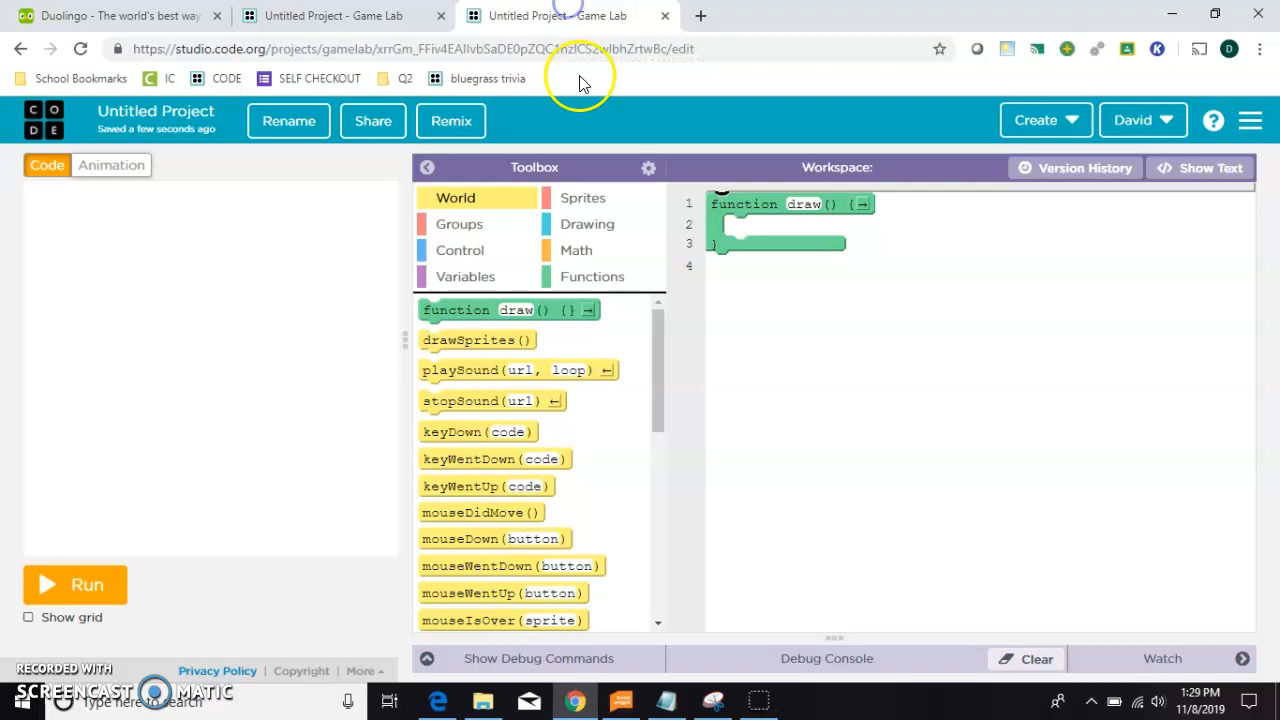 Duolingo - The world's best way
Untitled Project - Game Lab
Untitled Project - Game Lab
https://studio.code.org/projects/gamelab/xrrGm_FFiv4EAIlvbSaDE0pZQC1nzICS2wlbhZrtwBc/edit
School Bookmarks
IC
CODE
SELF CHECKOUT
Q2
bluegrass trivia
CODE
Untitled Project
Saved a few seconds ago
Rename
Share
Remix
Create
David
?
Code
Animation
Toolbox
Workspace:
Version History
</> Show Text
World
Sprites
Groups
Drawing
Control
Math
Variables
Functions
function draw() {} →
drawSprites()
playSound(url, loop) ←
stopSound(url) ←
keyDown(code)
keyWentDown(code)
keyWentUp(code)
mouseDidMove()
mouseDown(button)
mouseWentDown(button)
mouseWentUp(button)
mouseIsOver(sprite)
1 function draw() { →
2
3 }
4
Run
Show grid
Privacy Policy | Copyright | More
Show Debug Commands
Debug Console
Clear
Watch
RECORDED WITH
SCREENCAST MATIC
Type here to search
1:29 PM
11/8/2019